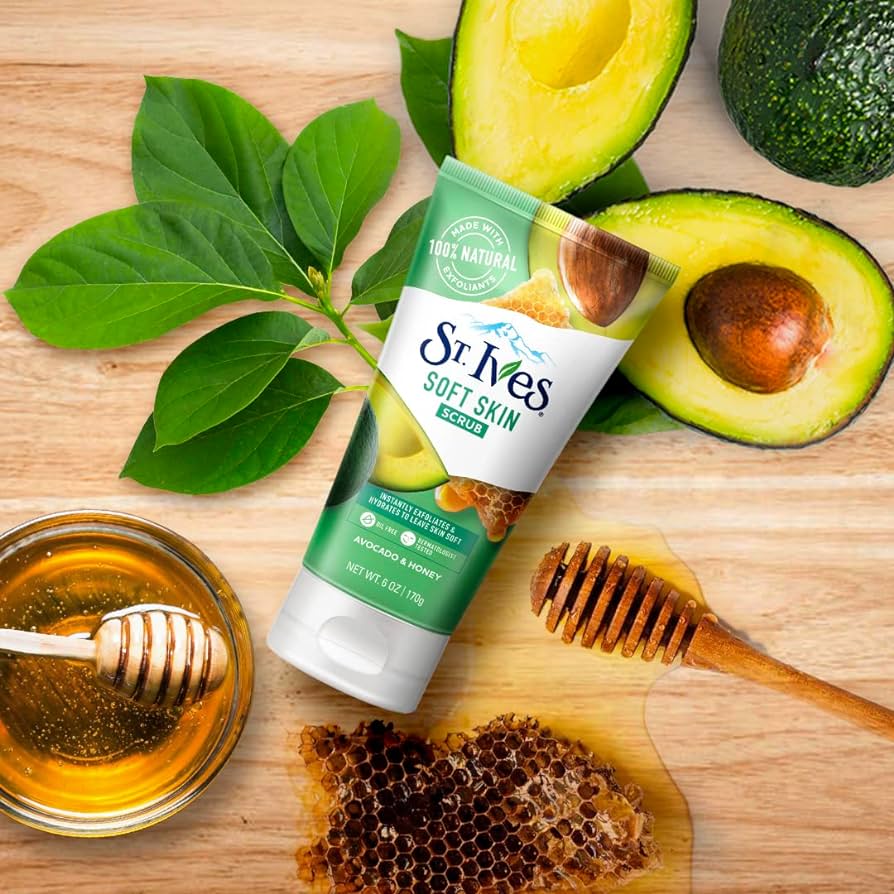 MADE WITH
100% NATURAL
EXFOLIANTS
ST. IVES®
SOFT SKIN
SCRUB
INSTANTLY EXFOLIATES &
HYDRATES TO LEAVE SKIN SOFT
OIL FREE
DERMATOLOGIST
TESTED
AVOCADO & HONEY
NET WT. 6 OZ | 170g